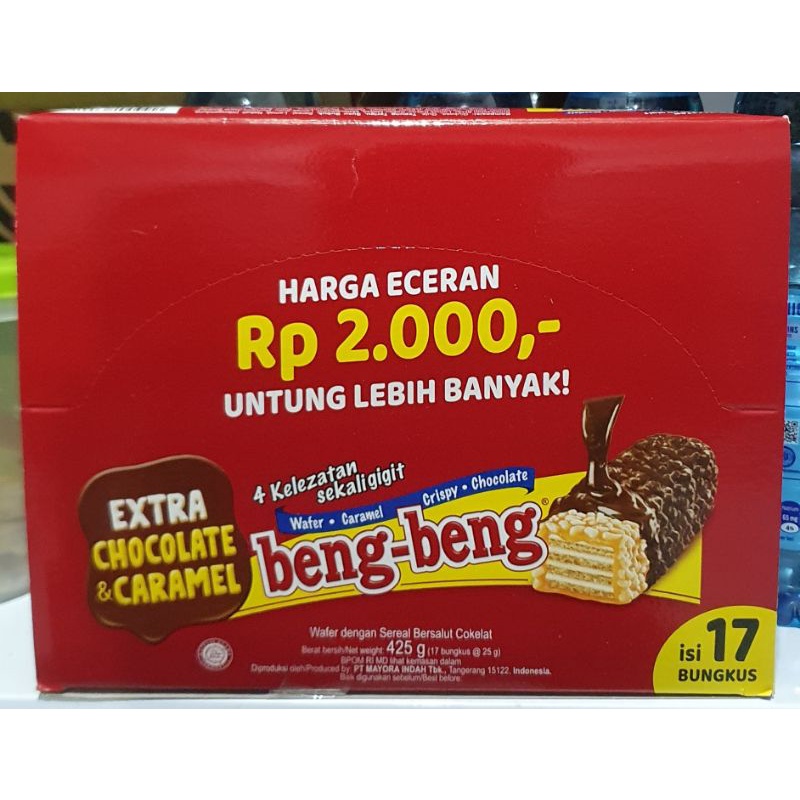 HARGA ECERAN
Rp 2.000,-
UNTUNG LEBIH BANYAK!
EXTRA
CHOCOLATE
& CARAMEL
4 Kelezatan
sekali gigit
Wafer • Caramel
Crispy • Chocolate
beng-beng®
Wafer dengan Sereal Bersalut Cokelat
Berat bersih/Net weight: 425 g (17 bungkus @ 25 g)
BPOM RI MD lihat kemasan dalam
Diproduksi oleh/Produced by: PT MAYORA INDAH Tbk., Tangerang 15122, Indonesia.
Baik digunakan sebelum/Best before:
isi 17
BUNGKUS